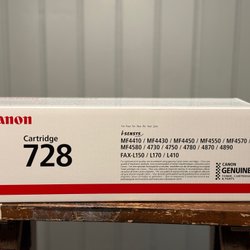 anon
Cartridge
728
i-SENSYS
MF4410 / MF4430 / MF4450 / MF4550 / MF4570 /
MF4580 / 4730 / 4750 / 4780 / 4870 / 4890
FAX-L150 / L170 / L410
CANON
GENUINE